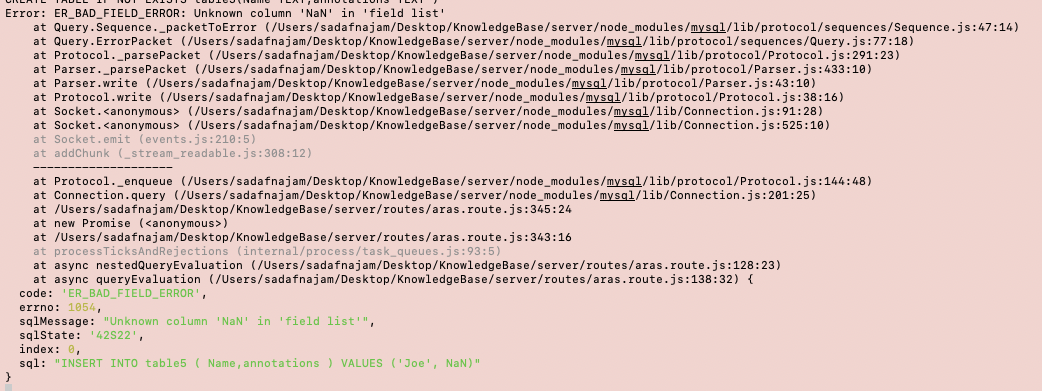 CREATE TABLE IF NOT EXISTS table5(Name TEXT,annotations TEXT )
Error: ER_BAD_FIELD_ERROR: Unknown column 'NaN' in 'field list'
    at Query.Sequence._packetToError (/Users/sadafnajam/Desktop/KnowledgeBase/server/node_modules/mysql/lib/protocol/sequences/Sequence.js:47:14)
    at Query.ErrorPacket (/Users/sadafnajam/Desktop/KnowledgeBase/server/node_modules/mysql/lib/protocol/sequences/Query.js:77:18)
    at Protocol._parsePacket (/Users/sadafnajam/Desktop/KnowledgeBase/server/node_modules/mysql/lib/protocol/Protocol.js:291:23)
    at Parser._parsePacket (/Users/sadafnajam/Desktop/KnowledgeBase/server/node_modules/mysql/lib/protocol/Parser.js:433:10)
    at Parser.write (/Users/sadafnajam/Desktop/KnowledgeBase/server/node_modules/mysql/lib/protocol/Parser.js:43:10)
    at Protocol.write (/Users/sadafnajam/Desktop/KnowledgeBase/server/node_modules/mysql/lib/protocol/Protocol.js:38:16)
    at Socket.<anonymous> (/Users/sadafnajam/Desktop/KnowledgeBase/server/node_modules/mysql/lib/Connection.js:91:28)
    at Socket.<anonymous> (/Users/sadafnajam/Desktop/KnowledgeBase/server/node_modules/mysql/lib/Connection.js:525:10)
    at Socket.emit (events.js:210:5)
    at addChunk (_stream_readable.js:308:12)
    --------------------
    at Protocol._enqueue (/Users/sadafnajam/Desktop/KnowledgeBase/server/node_modules/mysql/lib/protocol/Protocol.js:144:48)
    at Connection.query (/Users/sadafnajam/Desktop/KnowledgeBase/server/node_modules/mysql/lib/Connection.js:201:25)
    at /Users/sadafnajam/Desktop/KnowledgeBase/server/routes/aras.route.js:345:24
    at new Promise (<anonymous>)
    at /Users/sadafnajam/Desktop/KnowledgeBase/server/routes/aras.route.js:343:16
    at processTicksAndRejections (internal/process/task_queues.js:93:5)
    at async nestedQueryEvaluation (/Users/sadafnajam/Desktop/KnowledgeBase/server/routes/aras.route.js:128:23)
    at async queryEvaluation (/Users/sadafnajam/Desktop/KnowledgeBase/server/routes/aras.route.js:138:32) {
  code: 'ER_BAD_FIELD_ERROR',
  errno: 1054,
  sqlMessage: "Unknown column 'NaN' in 'field list'",
  sqlState: '42S22',
  index: 0,
  sql: "INSERT INTO table5 ( Name,annotations ) VALUES ('Joe', NaN)"
}